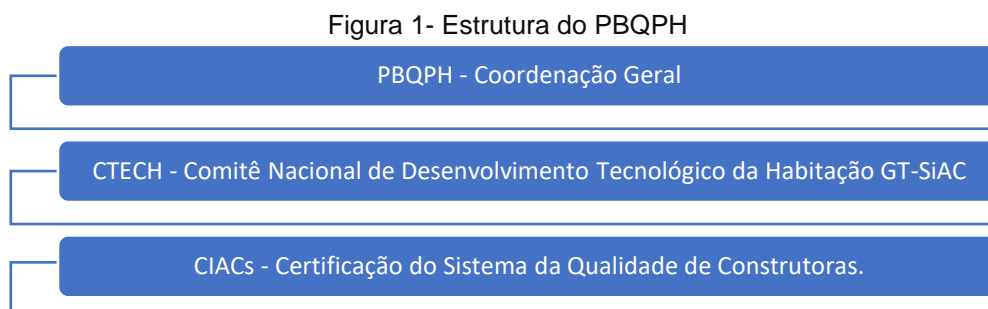 Figura 1- Estrutura do PBQPH
PBQPH - Coordenação Geral
CTECH - Comitê Nacional de Desenvolvimento Tecnológico da Habitação GT-SiAC
CIACs - Certificação do Sistema da Qualidade de Construtoras.